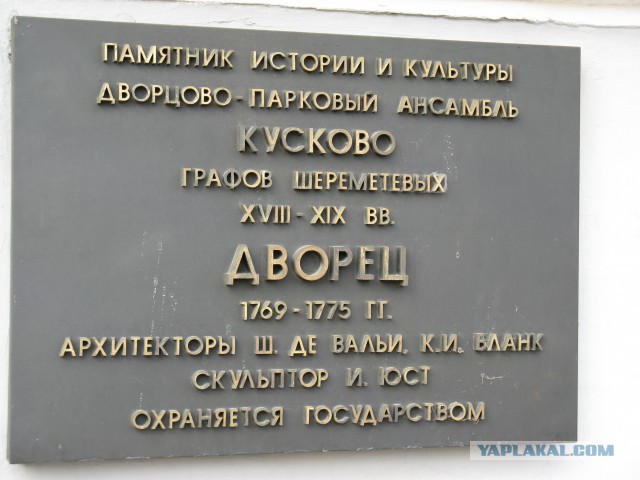 ПАМЯТНИК ИСТОРИИ И КУЛЬТУРЫ
ДВОРЦОВО-ПАРКОВЫЙ АНСАМБЛЬ
КУСКОВО
ГРАФОВ ШЕРЕМЕТЕВЫХ
XVIII-XIX ВВ.
ДВОРЕЦ
1769-1775 ГГ.
АРХИТЕКТОРЫ Ш. ДЕ ВАЛЬИ, К.И. БЛАНК
СКУЛЬПТОР И. ЮСТ
ОХРАНЯЕТСЯ ГОСУДАРСТВОМ
YAPLAKAL.COM